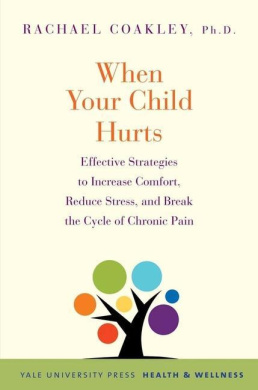 RACHAEL COAKLEY, Ph.D.
When
Your Child
Hurts
Effective Strategies
to Increase Comfort,
Reduce Stress, and Break
the Cycle of Chronic Pain
YALE UNIVERSITY PRESS HEALTH & WELLNESS